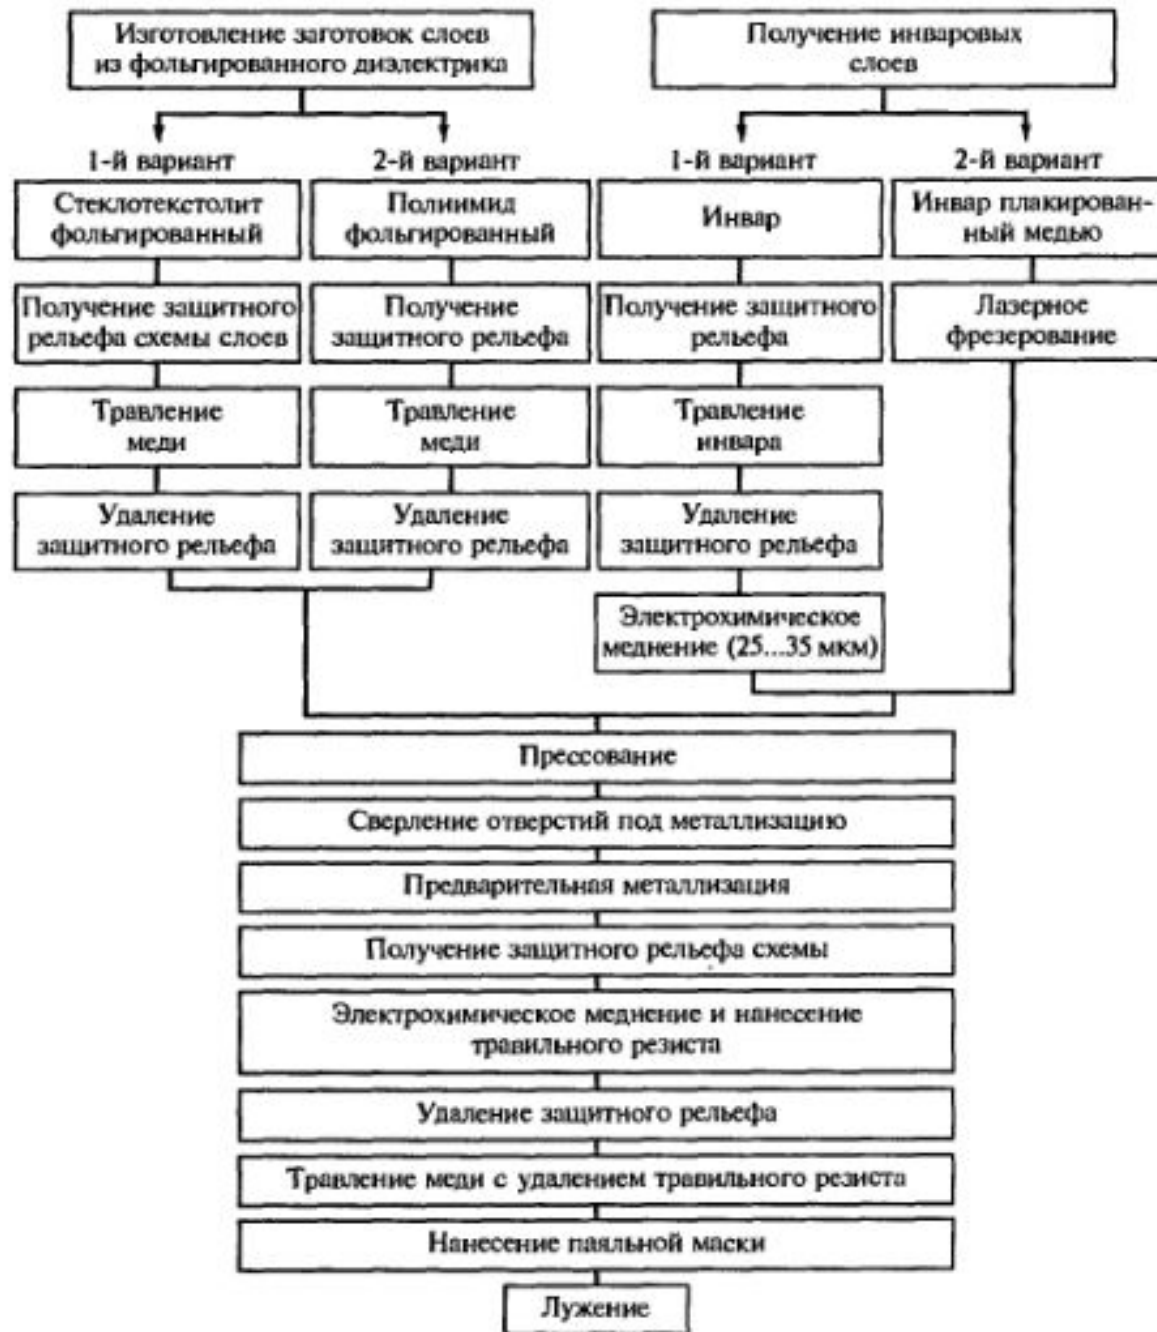 Изготовление заготовок слоев
из фольгированного диэлектрика
Получение инваровых
слоев
1-й вариант
2-й вариант
1-й вариант
2-й вариант
Стеклотекстолит
фольгированный
Полиимид
фольгированный
Инвар
Инвар плакирован-
ный медью
Получение защитного
рельефа схемы слоев
Получение
защитного рельефа
Получение защитного
рельефа
Лазерное
фрезерование
Травление
меди
Травление
меди
Травление
инвара
Удаление
защитного рельефа
Удаление
защитного рельефа
Удаление
защитного рельефа
Электрохимическое
меднение (25...35 мкм)
Прессование
Сверление отверстий под металлизацию
Предварительная металлизация
Получение защитного рельефа схемы
Электрохимическое меднение и нанесение
травильного резиста
Удаление защитного рельефа
Травление меди с удалением травильного резиста
Нанесение паяльной маски
Лужение